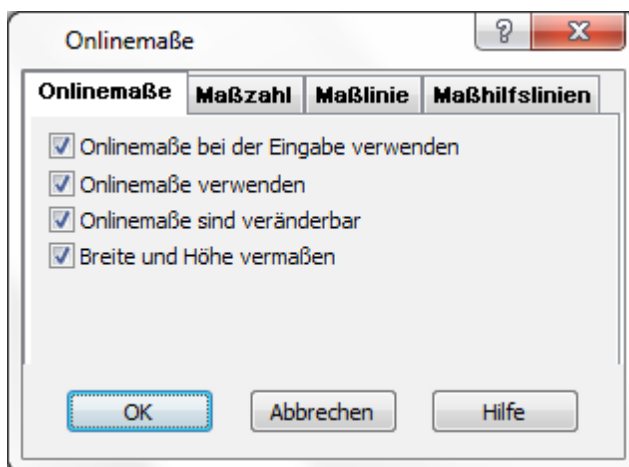 Onlinemaße
Onlinemaße Maßzahl Maßlinie Maßhilfslinien
Onlinemaße bei der Eingabe verwenden
Onlinemaße verwenden
Onlinemaße sind veränderbar
Breite und Höhe vermaßen
OK Abbrechen Hilfe